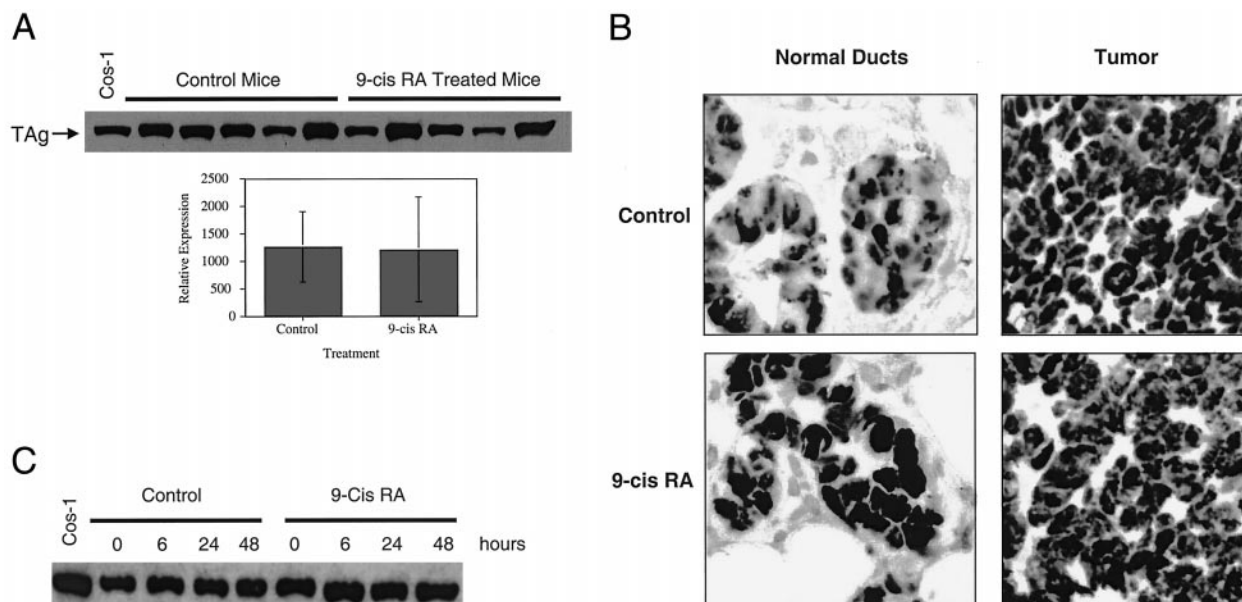 A
Cos-1
Control Mice
9-cis RA Treated Mice
TAg
2500
2000
1500
1000
500
0
Relative Expression
Control
9-cis RA
Treatment
B
Normal Ducts
Tumor
Control
9-cis RA
C
Cos-1
Control
9-Cis RA
0 6 24 48 0 6 24 48 hours